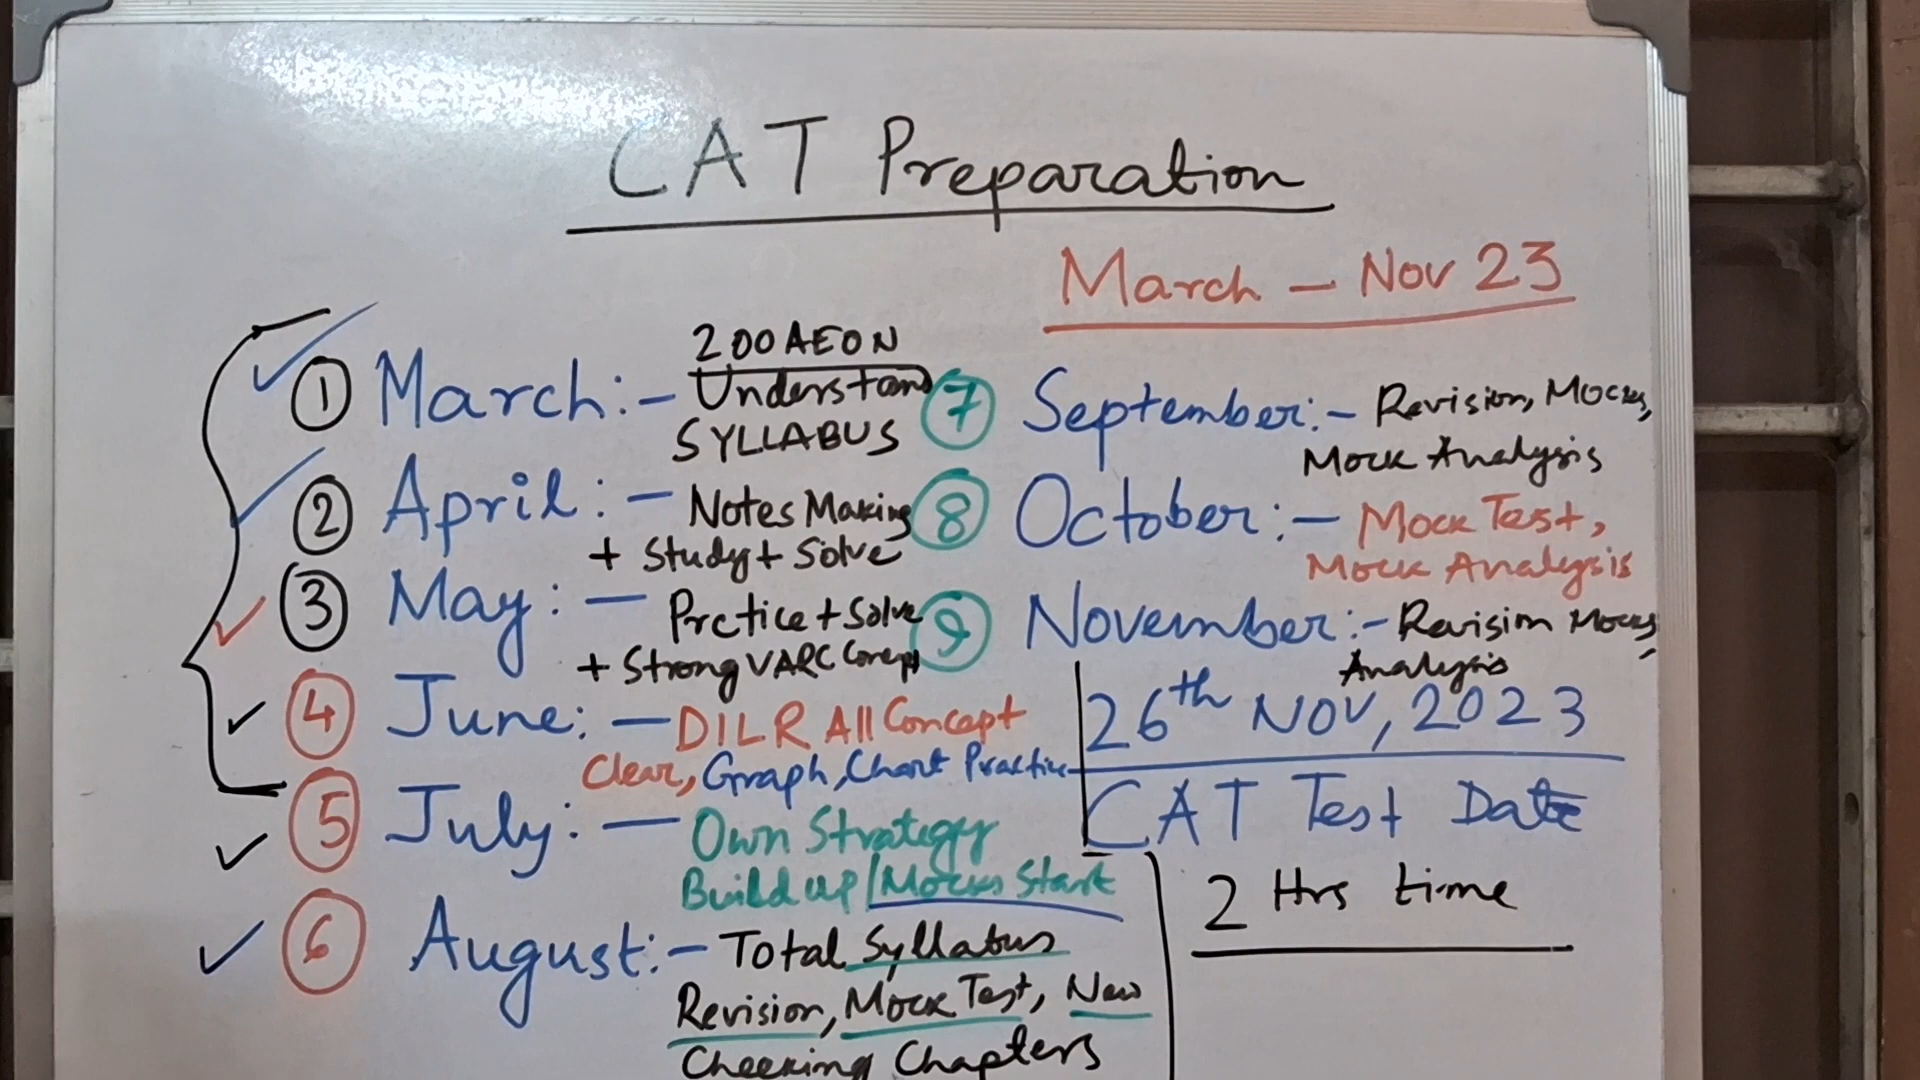 CAT Preparation
March - Nov 23
① March:- 200 AEON
Understand
SYLLABUS
② April:- Notes Making
+ Study + Solve
③ May:- Prctice + Solve
+ Strong VARC Concept
④ June:- DILR All Concept
Clear, Graph, Chart Practice
⑤ July:- Own Strategy
Build up/Mocks Start
⑥ August:- Total Syllabus
Revision, Mock Test, New
Checking Chapters
⑦ September:- Revision, Mocks,
Mock Analysis
⑧ October:- Mock Test,
Mock Analysis
⑨ November:- Revision Mocks,
Analysis
26th NOV, 2023
CAT Test Date
2 Hrs time